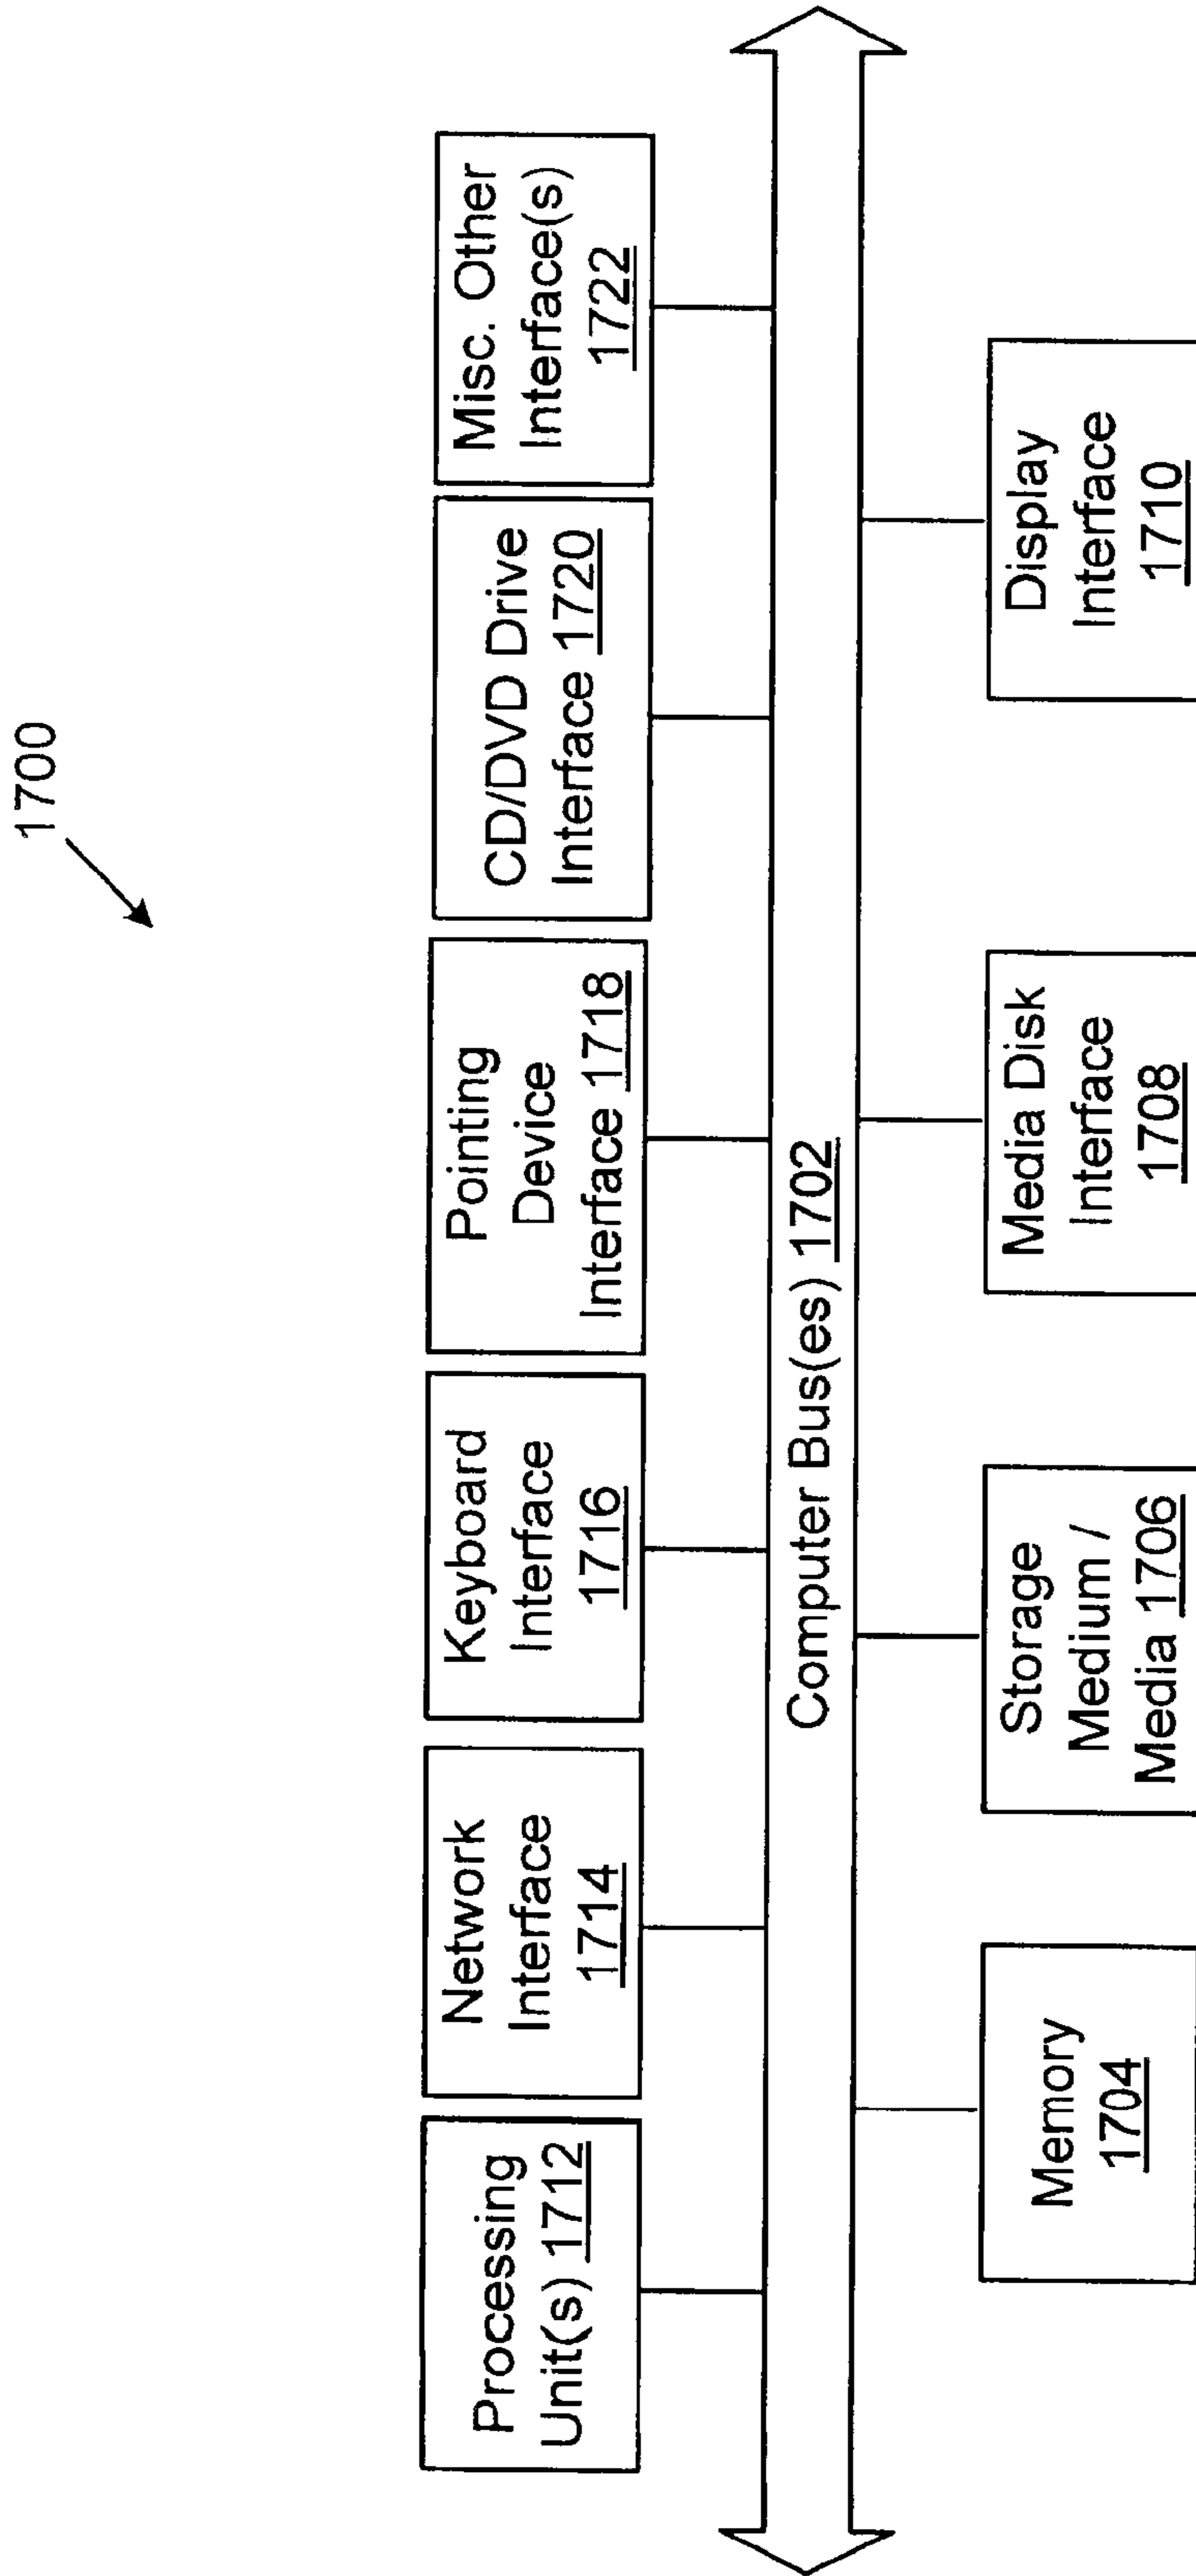 1700
Processing
Unit(s) 1712
Network
Interface
1714
Keyboard
Interface
1716
Pointing
Device
Interface 1718
CD/DVD Drive
Interface 1720
Misc. Other
Interface(s)
1722
Computer Bus(es) 1702
Memory
1704
Storage
Medium /
Media 1706
Media Disk
Interface
1708
Display
Interface
1710